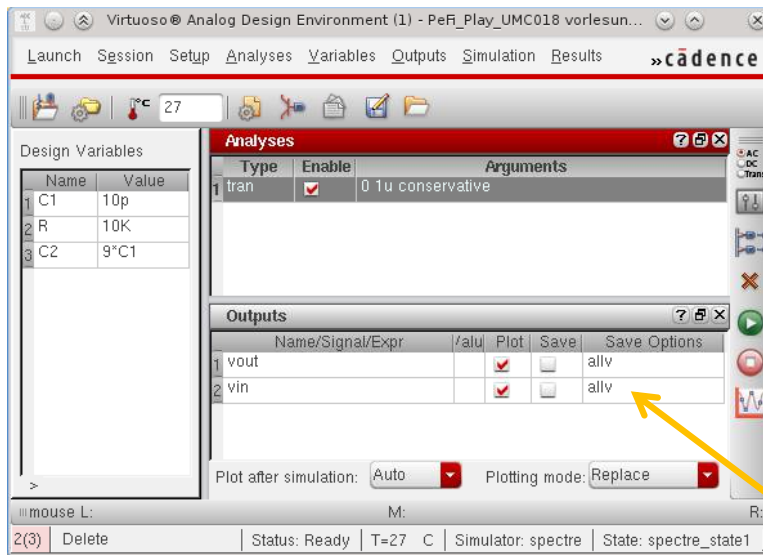 Virtuoso® Analog Design Environment (1) - PeFi_Play_UMC018 vorlesun...
Launch Session Setup Analyses Variables Outputs Simulation Results cādence
°C 27
Design Variables
Name Value
1 C1 10p
2 R 10K
3 C2 9*C1
>
Analyses
Type Enable Arguments
1 tran 0 1u conservative
AC
DC
Trans
Outputs
Name/Signal/Expr /alu Plot Save Save Options
1 vout allv
2 vin allv
Plot after simulation: Auto Plotting mode: Replace
mouse L: M: R:
2(3) Delete Status: Ready T=27 C Simulator: spectre State: spectre_state1